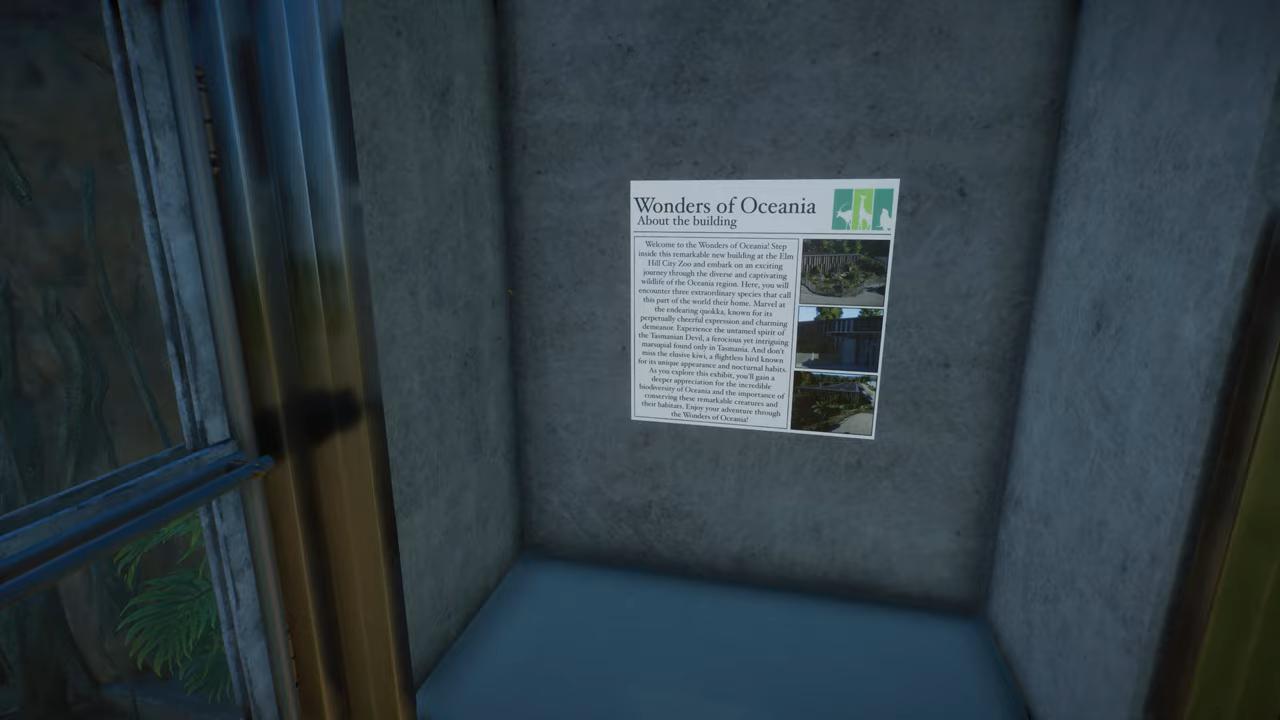 Wonders of Oceania
About the building
Welcome to the Wonders of Oceania! Step
inside this remarkable new building at the Elm
Hill City Zoo and embark on an exciting
journey through the diverse and captivating
wildlife of the Oceania region. Here, you will
encounter three extraordinary species that call
this part of the world their home. Marvel at
the endearing quokka, known for its
perpetually cheerful expression and charming
demeanor. Experience the untamed spirit of
the Tasmanian Devil, a ferocious yet intriguing
marsupial found only in Tasmania. And don't
miss the elusive kiwi, a flightless bird known
for its unique appearance and nocturnal habits.
As you explore this exhibit, you'll gain a
deeper appreciation for the incredible
biodiversity of Oceania and the importance of
conserving these remarkable creatures and
their habitats. Enjoy your adventure through
the Wonders of Oceania!